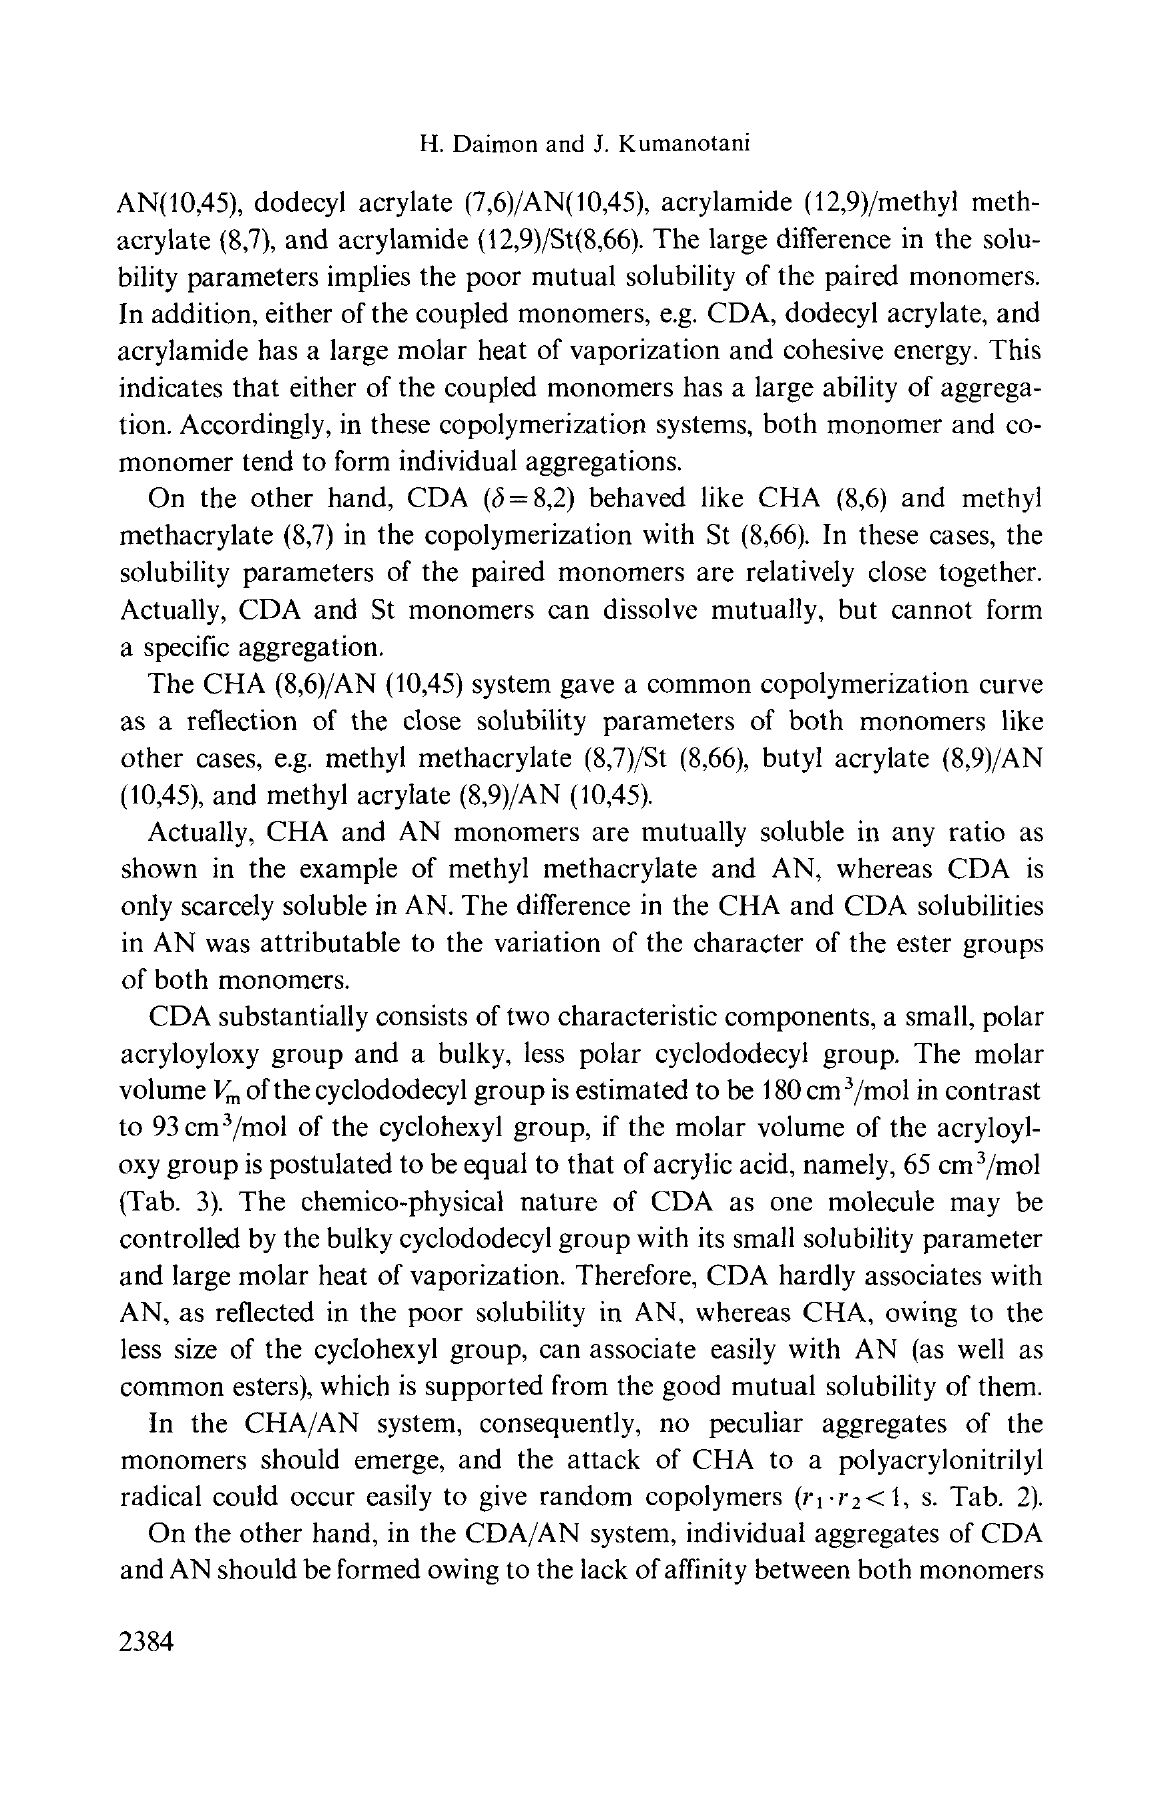 H. Daimon and J. Kumanotani
AN(10,45), dodecyl acrylate (7,6)/AN(10,45), acrylamide (12,9)/methyl meth-
acrylate (8,7), and acrylamide (12,9)/St(8,66). The large difference in the solu-
bility parameters implies the poor mutual solubility of the paired monomers.
In addition, either of the coupled monomers, e.g. CDA, dodecyl acrylate, and
acrylamide has a large molar heat of vaporization and cohesive energy. This
indicates that either of the coupled monomers has a large ability of aggrega-
tion. Accordingly, in these copolymerization systems, both monomer and co-
monomer tend to form individual aggregations.
On the other hand, CDA (δ=8,2) behaved like CHA (8,6) and methyl
methacrylate (8,7) in the copolymerization with St (8,66). In these cases, the
solubility parameters of the paired monomers are relatively close together.
Actually, CDA and St monomers can dissolve mutually, but cannot form
a specific aggregation.
The CHA (8,6)/AN (10,45) system gave a common copolymerization curve
as a reflection of the close solubility parameters of both monomers like
other cases, e.g. methyl methacrylate (8,7)/St (8,66), butyl acrylate (8,9)/AN
(10,45), and methyl acrylate (8,9)/AN (10,45).
Actually, CHA and AN monomers are mutually soluble in any ratio as
shown in the example of methyl methacrylate and AN, whereas CDA is
only scarcely soluble in AN. The difference in the CHA and CDA solubilities
in AN was attributable to the variation of the character of the ester groups
of both monomers.
CDA substantially consists of two characteristic components, a small, polar
acryloyloxy group and a bulky, less polar cyclododecyl group. The molar
volume Vₘ of the cyclododecyl group is estimated to be 180 cm³/mol in contrast
to 93 cm³/mol of the cyclohexyl group, if the molar volume of the acryloyl-
oxy group is postulated to be equal to that of acrylic acid, namely, 65 cm³/mol
(Tab. 3). The chemico-physical nature of CDA as one molecule may be
controlled by the bulky cyclododecyl group with its small solubility parameter
and large molar heat of vaporization. Therefore, CDA hardly associates with
AN, as reflected in the poor solubility in AN, whereas CHA, owing to the
less size of the cyclohexyl group, can associate easily with AN (as well as
common esters), which is supported from the good mutual solubility of them.
In the CHA/AN system, consequently, no peculiar aggregates of the
monomers should emerge, and the attack of CHA to a polyacrylonitrilyl
radical could occur easily to give random copolymers (r₁·r₂<1, s. Tab. 2).
On the other hand, in the CDA/AN system, individual aggregates of CDA
and AN should be formed owing to the lack of affinity between both monomers
2384